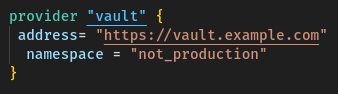 provider "vault" {
 address= "https://vault.example.com"
  namespace = "not_production"
}